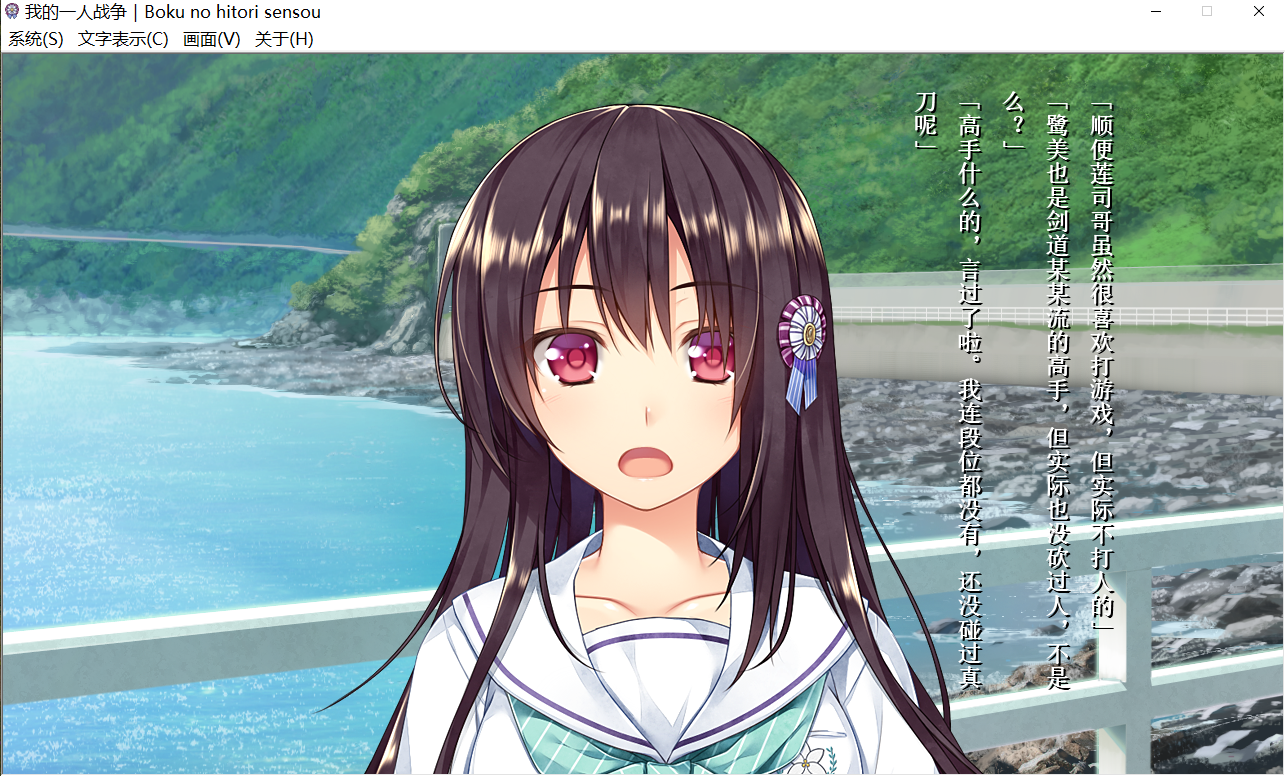 我的一人战争 | Boku no hitori sensou
系统(S) 文字表示(C) 画面(V) 关于(H)
「顺便莲司哥虽然很喜欢打游戏，但实际不打人的」
「鹭美也是剑道某某流的高手，但实际也没砍过人，不是
么？」
「高手什么的，言过了啦。我连段位都没有，还没碰过真
刀呢」